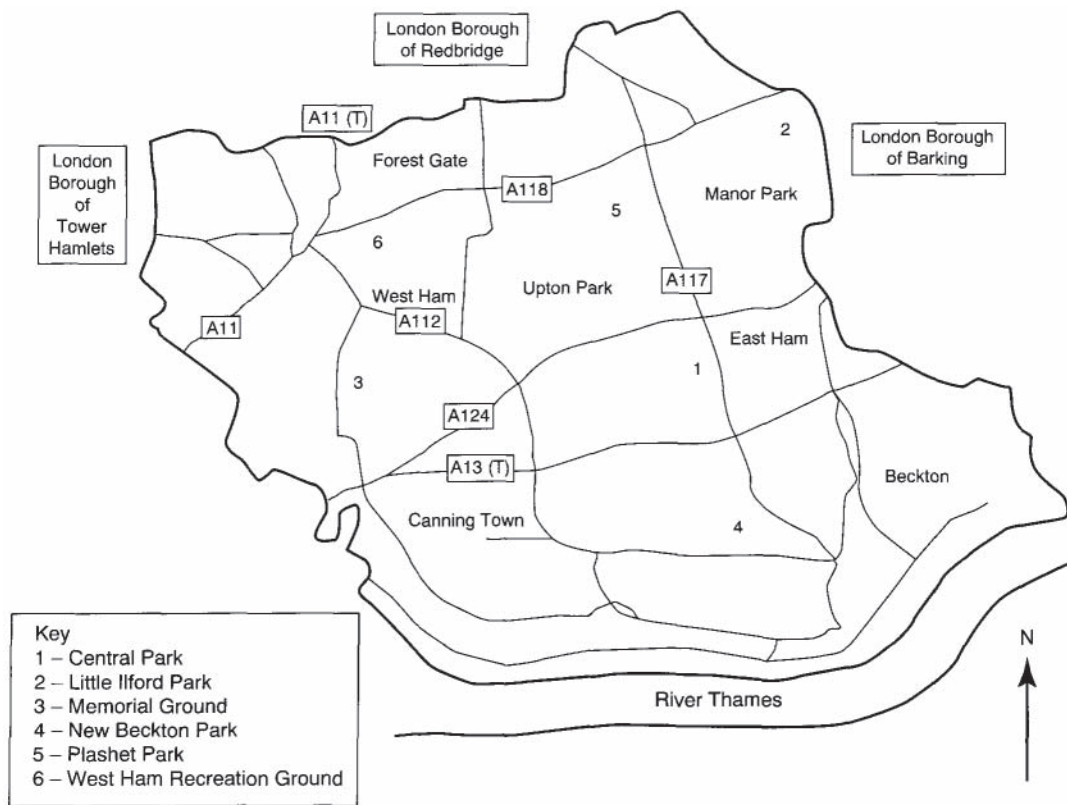 London Borough
of Redbridge
A11 (T)
London
Borough
of
Tower
Hamlets
Forest Gate
2
London Borough
of Barking
A118
Manor Park
5
6
A117
Upton Park
West Ham
A11
A112
East Ham
3
1
A124
A13 (T)
Beckton
Canning Town
4
Key
1 – Central Park
2 – Little Ilford Park
3 – Memorial Ground
4 – New Beckton Park
5 – Plashet Park
6 – West Ham Recreation Ground
N
River Thames